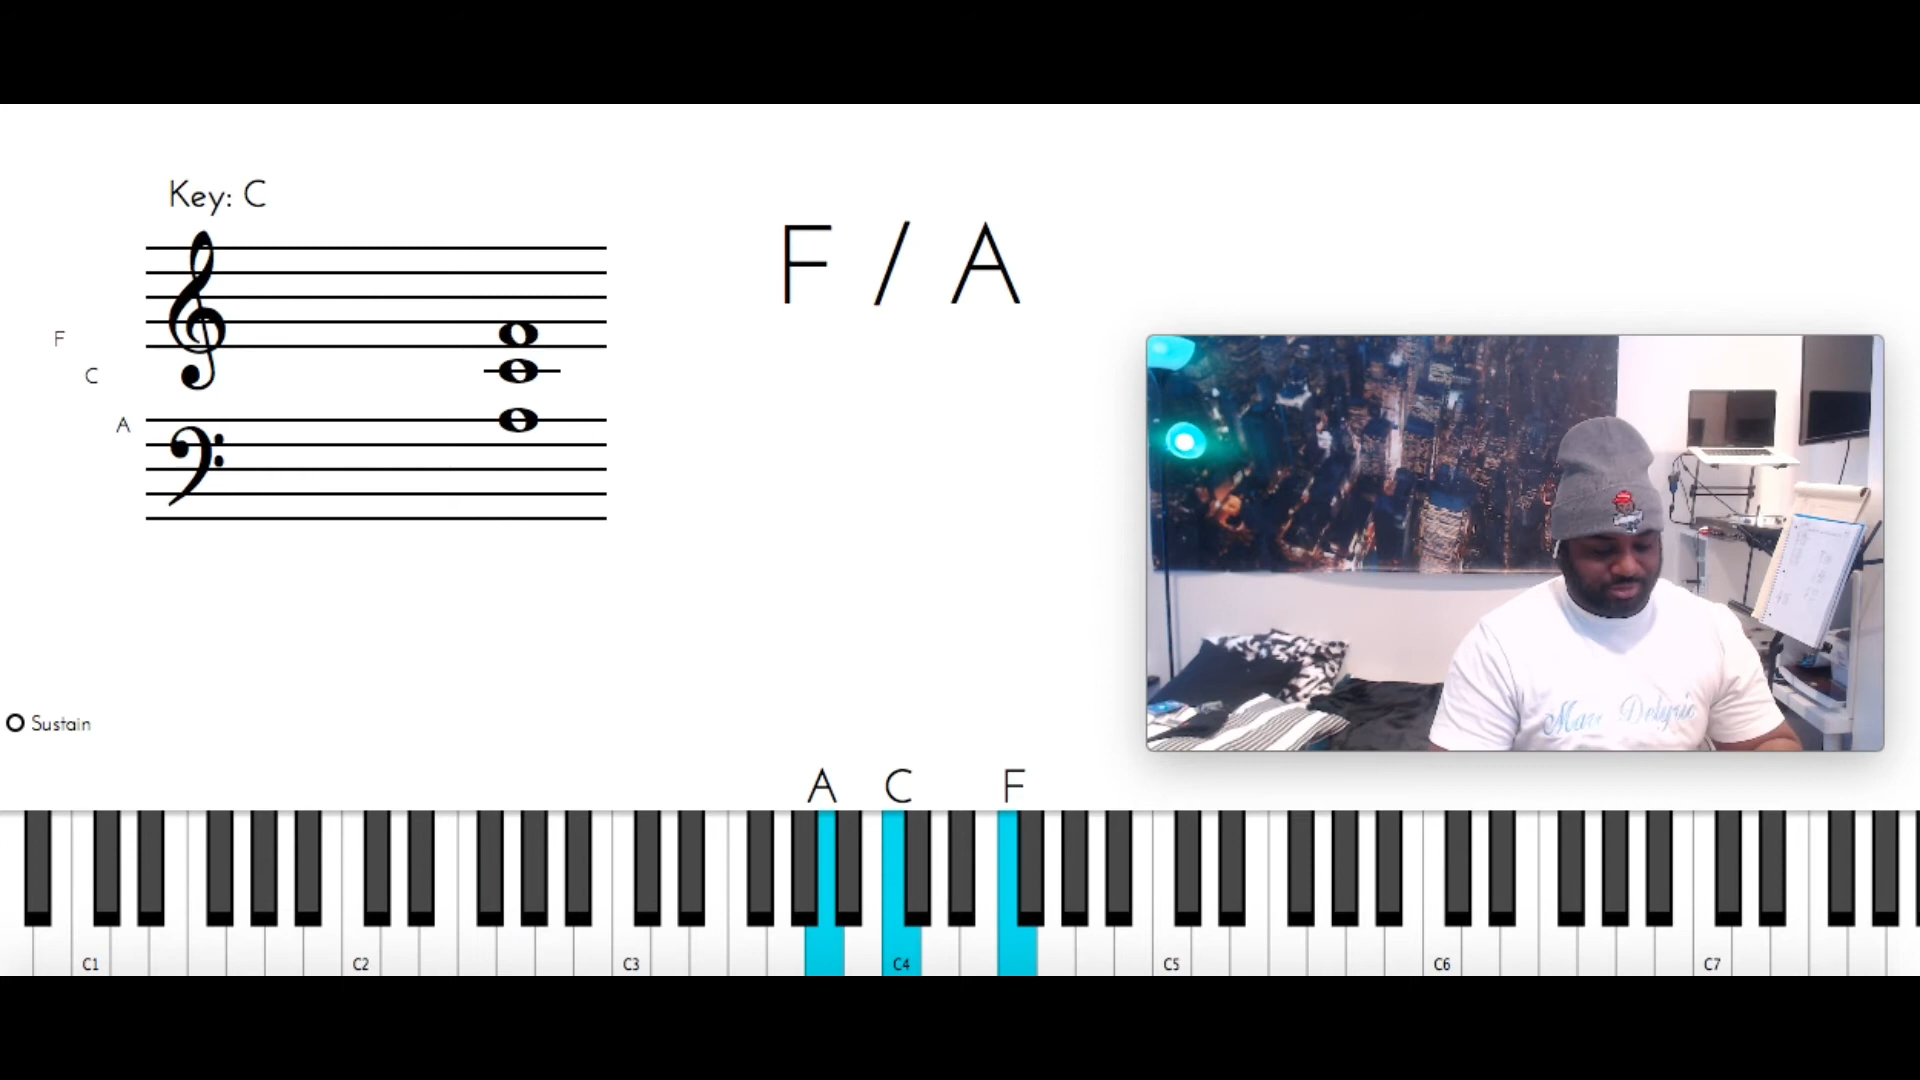 Key: C
F / A
F
C
A
Sustain
A C F
C1 C2 C3 C4 C5 C6 C7